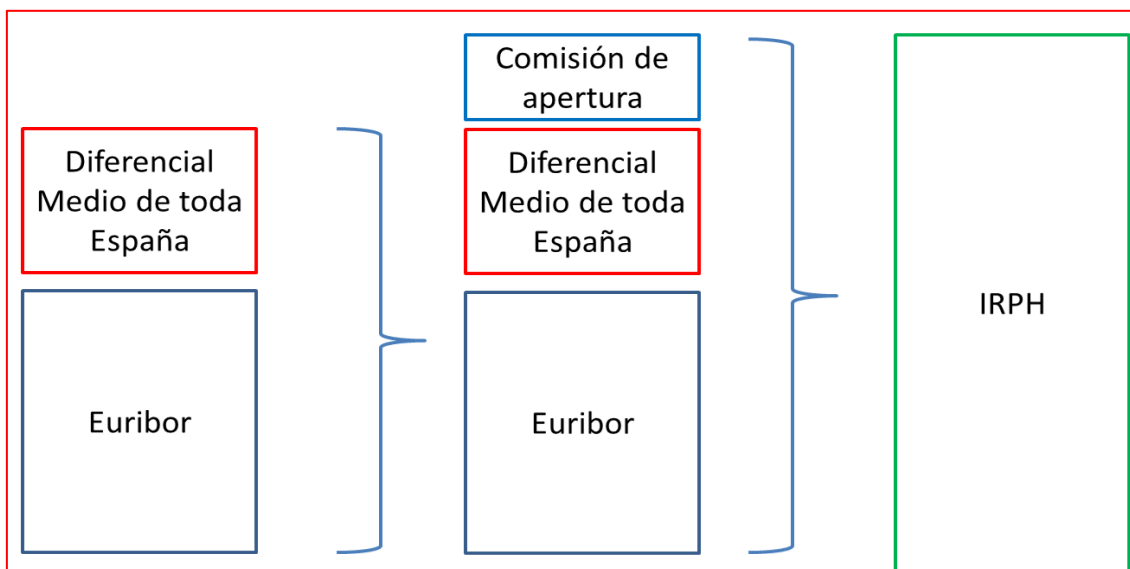 Diferencial
Medio de toda
España
Euribor
Comisión de
apertura
Diferencial
Medio de toda
España
Euribor
IRPH